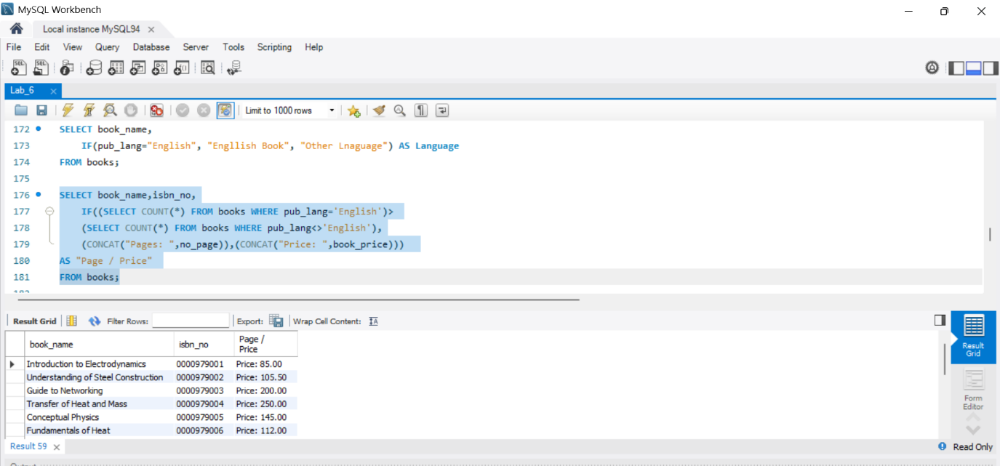 MySQL Workbench
Local instance MySQL94
File Edit View Query Database Server Tools Scripting Help
Lab_6
Limit to 1000 rows
172 SELECT book_name,
173 IF(pub_lang="English", "Engllish Book", "Other Lnaguage") AS Language
174 FROM books;
175
176 SELECT book_name,isbn_no,
177 IF((SELECT COUNT(*) FROM books WHERE pub_lang='English')>
178 (SELECT COUNT(*) FROM books WHERE pub_lang<>'English'),
179 (CONCAT("Pages: ",no_page)),(CONCAT("Price: ",book_price)))
180 AS "Page / Price"
181 FROM books;
Result Grid Filter Rows: Export: Wrap Cell Content:
book_name isbn_no Page /
Price
Introduction to Electrodynamics 0000979001 Price: 85.00
Understanding of Steel Construction 0000979002 Price: 105.50
Guide to Networking 0000979003 Price: 200.00
Transfer of Heat and Mass 0000979004 Price: 250.00
Conceptual Physics 0000979005 Price: 145.00
Fundamentals of Heat 0000979006 Price: 112.00
Result
Grid
Form
Editor
Result 59
Read Only